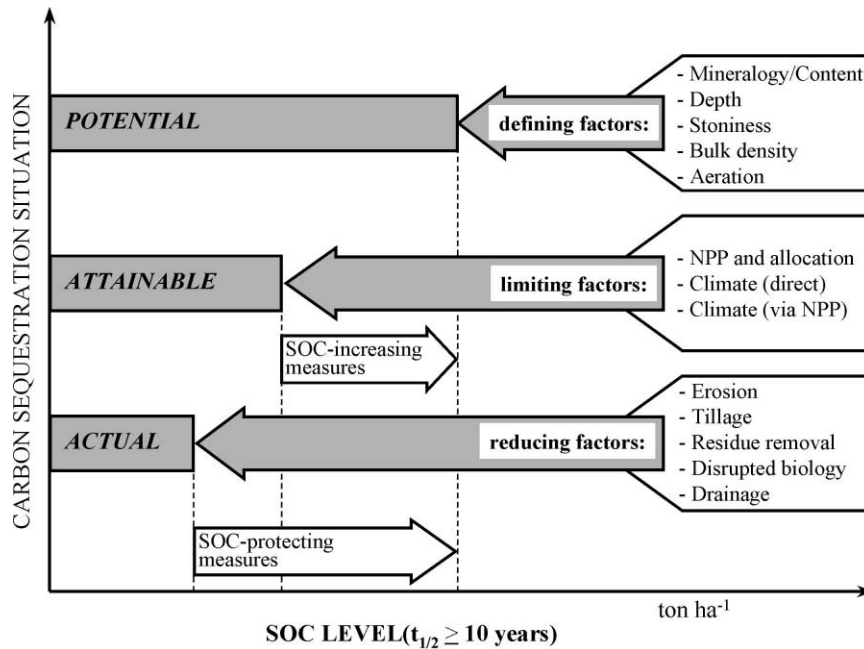 CARBON SEQUESTRATION SITUATION
POTENTIAL
defining factors:
- Mineralogy/Content
- Depth
- Stoniness
- Bulk density
- Aeration
ATTAINABLE
limiting factors:
- NPP and allocation
- Climate (direct)
- Climate (via NPP)
SOC-increasing
measures
ACTUAL
reducing factors:
- Erosion
- Tillage
- Residue removal
- Disrupted biology
- Drainage
SOC-protecting
measures
ton ha⁻¹
SOC LEVEL(t₁/₂ ≥ 10 years)